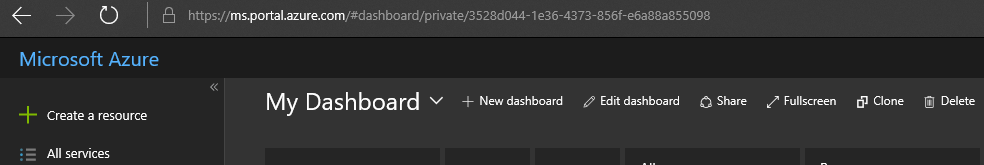 https://ms.portal.azure.com/#dashboard/private/3528d044-1e36-4373-856f-e6a88a855098
Microsoft Azure
«
My Dashboard New dashboard Edit dashboard Share Fullscreen Clone Delete
Create a resource
All services